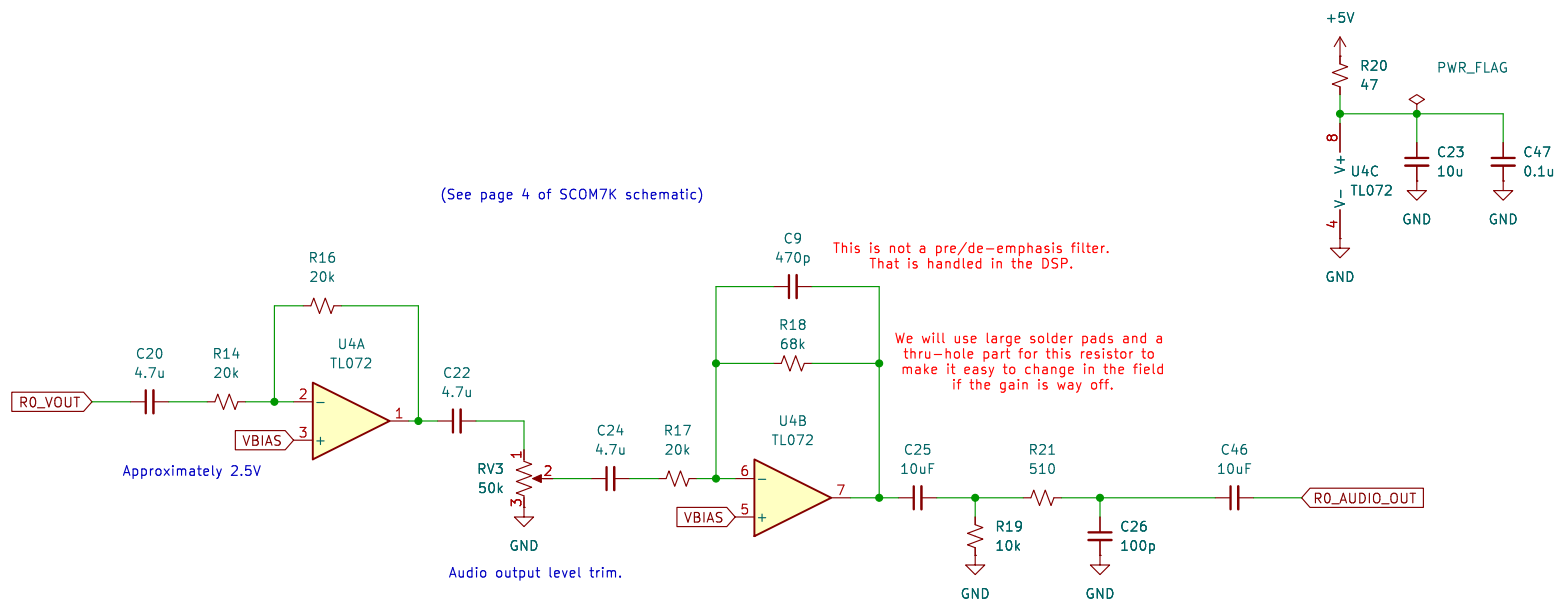 +5V
R20
47
PWR_FLAG
8
V+
U4C
TL072
V-
4
GND
C23
10u
GND
C47
0.1u
GND
(See page 4 of SCOM7K schematic)
C9
470p
This is not a pre/de-emphasis filter.
That is handled in the DSP.
R16
20k
R18
68k
We will use large solder pads and a
thru-hole part for this resistor to
make it easy to change in the field
if the gain is way off.
U4A
TL072
C20
4.7u
R14
20k
C22
4.7u
R0_VOUT
2
-
1
VBIAS
3
+
Approximately 2.5V
1
RV3
50k
2
3
GND
Audio output level trim.
C24
4.7u
R17
20k
U4B
TL072
6
-
7
VBIAS
5
+
C25
10uF
R21
510
C46
10uF
R0_AUDIO_OUT
R19
10k
GND
C26
100p
GND